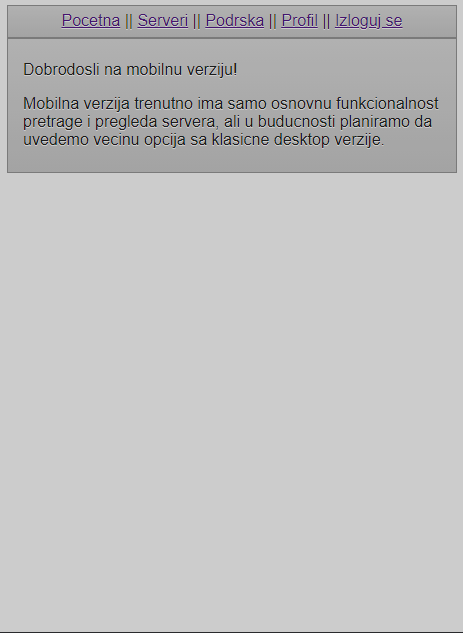 Pocetna || Serveri || Podrska || Profil || Izloguj se
Dobrodosli na mobilnu verziju!
Mobilna verzija trenutno ima samo osnovnu funkcionalnost
pretrage i pregleda servera, ali u buducnosti planiramo da
uvedemo vecinu opcija sa klasicne desktop verzije.